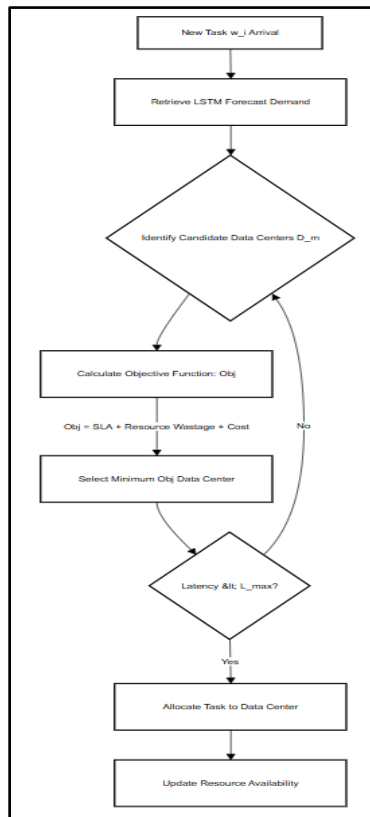 New Task w_i Arrival
Retrieve LSTM Forecast Demand
Identify Candidate Data Centers D_m
Calculate Objective Function: Obj
Obj = SLA + Resource Wastage + Cost
No
Select Minimum Obj Data Center
Latency &lt; L_max?
Yes
Allocate Task to Data Center
Update Resource Availability